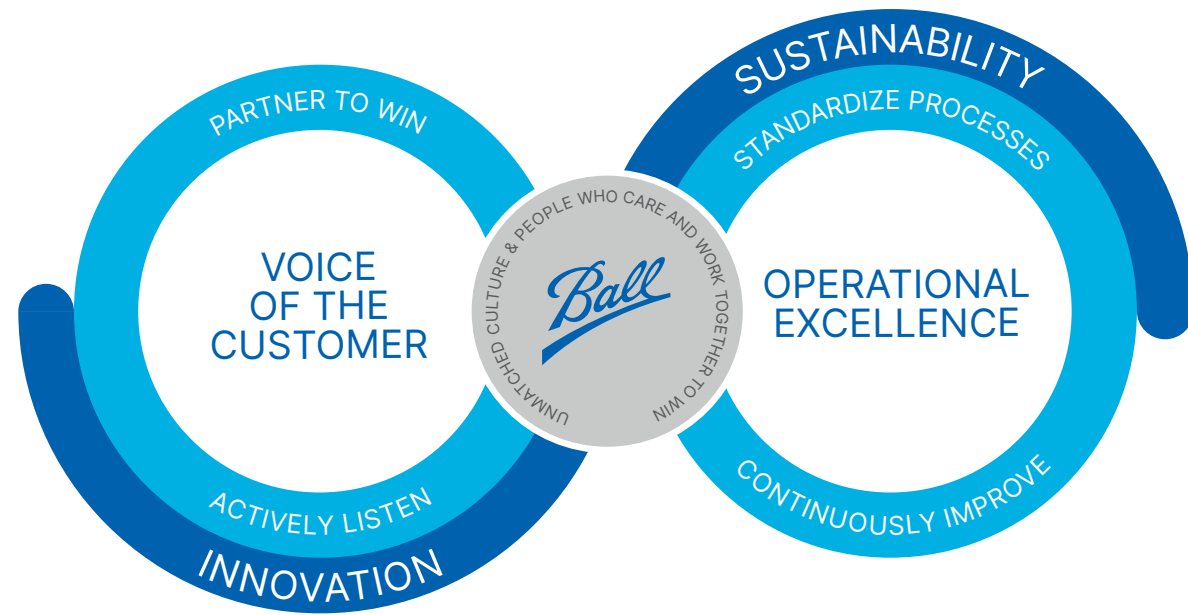 PARTNER TO WIN
VOICE
OF THE
CUSTOMER
ACTIVELY LISTEN
INNOVATION
UNMATCHED CULTURE & PEOPLE WHO CARE AND WORK TOGETHER TO WIN
Ball
SUSTAINABILITY
STANDARDIZE PROCESSES
OPERATIONAL
EXCELLENCE
CONTINUOUSLY IMPROVE